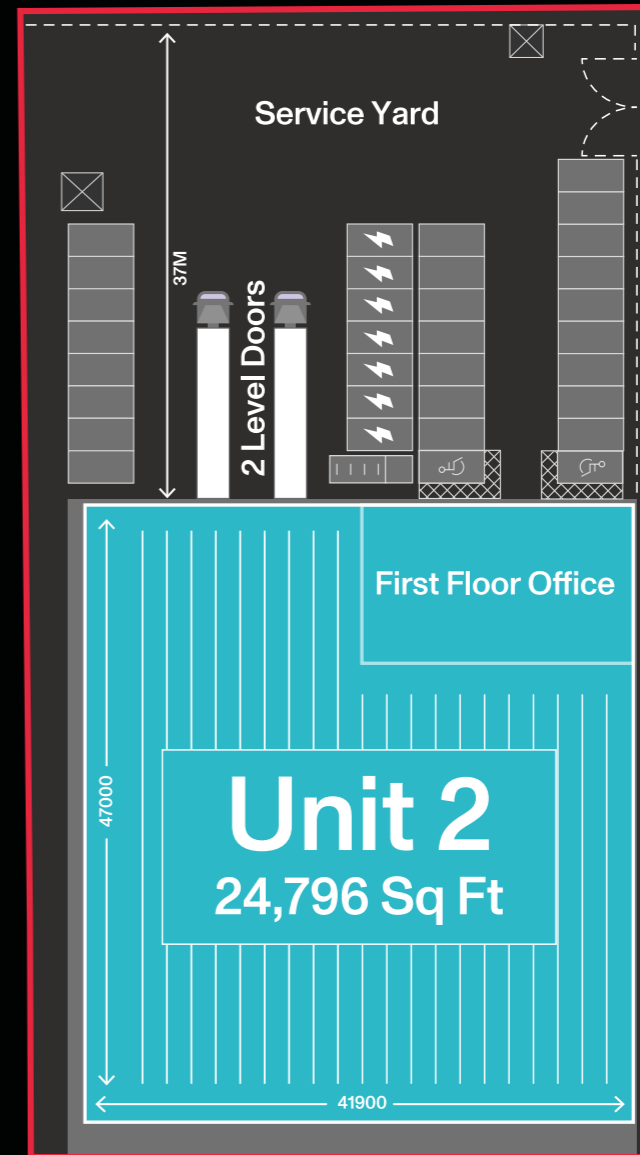 Service Yard
37M
2 Level Doors
First Floor Office
47000
Unit 2
24,796 Sq Ft
41900